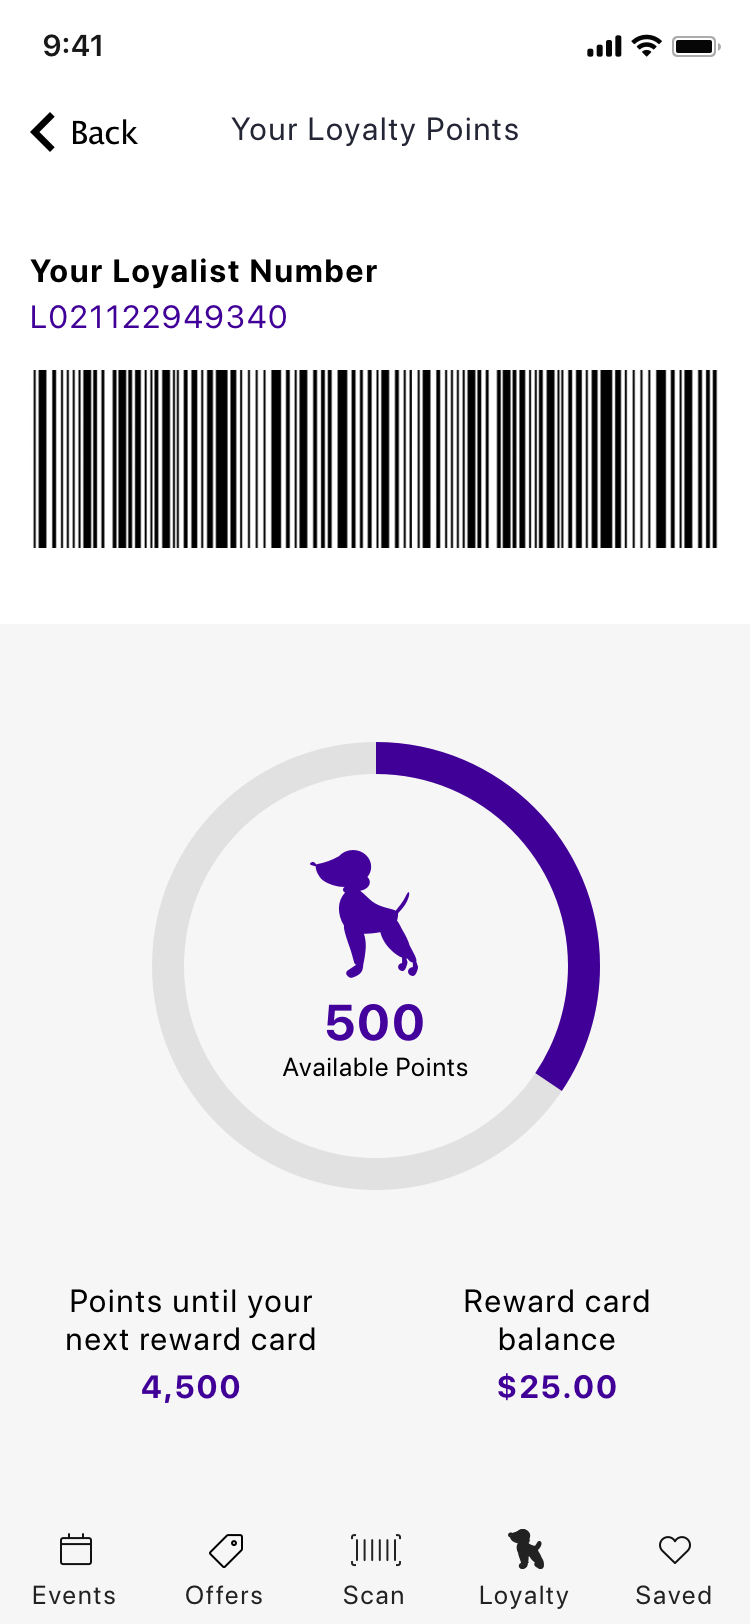 9:41
Back
Your Loyalty Points
Your Loyalist Number
L021122949340
500
Available Points
Points until your
next reward card
4,500
Reward card
balance
$25.00
Events
Offers
Scan
Loyalty
Saved